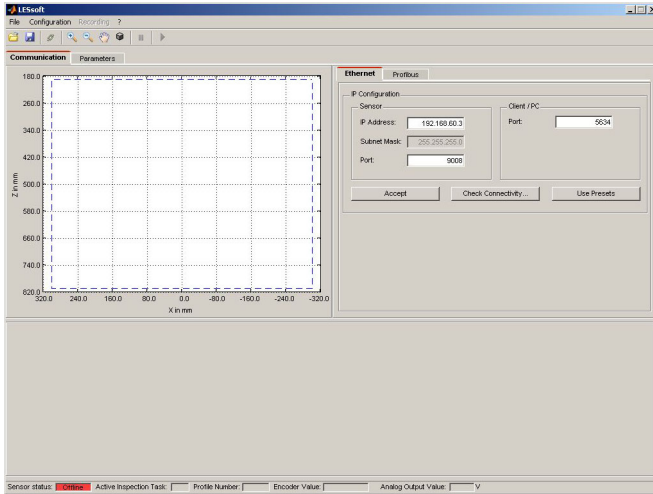 LESsoft
File Configuration Recording ?
Communication Parameters
180.0
260.0
340.0
420.0
500.0
580.0
660.0
740.0
820.0
Z in mm
320.0 240.0 160.0 80.0 0.0 -80.0 -160.0 -240.0 -320.0
X in mm
Ethernet Profibus
IP Configuration
Sensor
IP Address: 192.168.60.3
Subnet Mask: 255.255.255.0
Port: 9008
Client / PC
Port: 5634
Accept Check Connectivity... Use Presets
Sensor status: Offline Active Inspection Task: Profile Number: Encoder Value: Analog Output Value: V